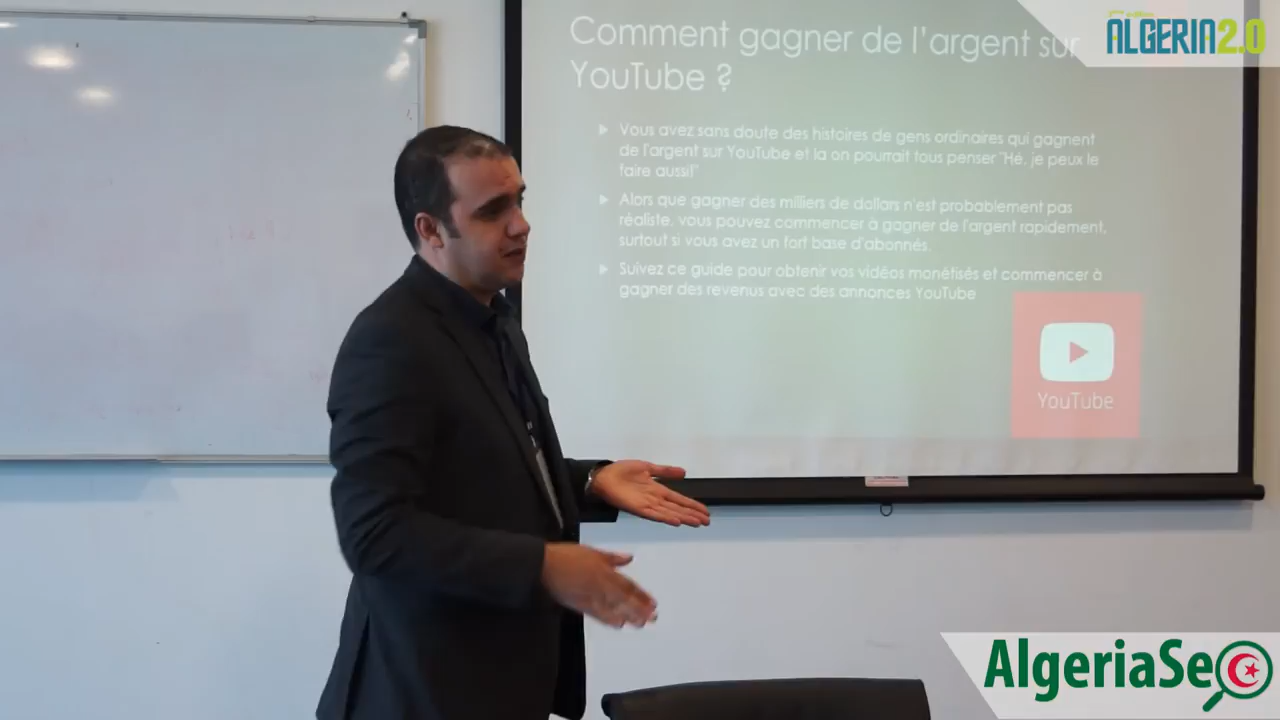 Comment gagner de l'argent sur
YouTube ?
Vous avez sans doute des histoires de gens ordinaires qui gagnent
de l'argent sur YouTube et la on pourrait tous penser "Hé, je peux le
faire aussi!"
Alors que gagner des milliers de dollars n'est probablement pas
réaliste, vous pouvez commencer à gagner de l'argent rapidement,
surtout si vous avez un fort base d'abonnés.
Suivez ce guide pour obtenir vos vidéos monétisés et commencer à
gagner des revenus avec des annonces YouTube
YouTube
ALGERIA2.0
AlgeriaSeo